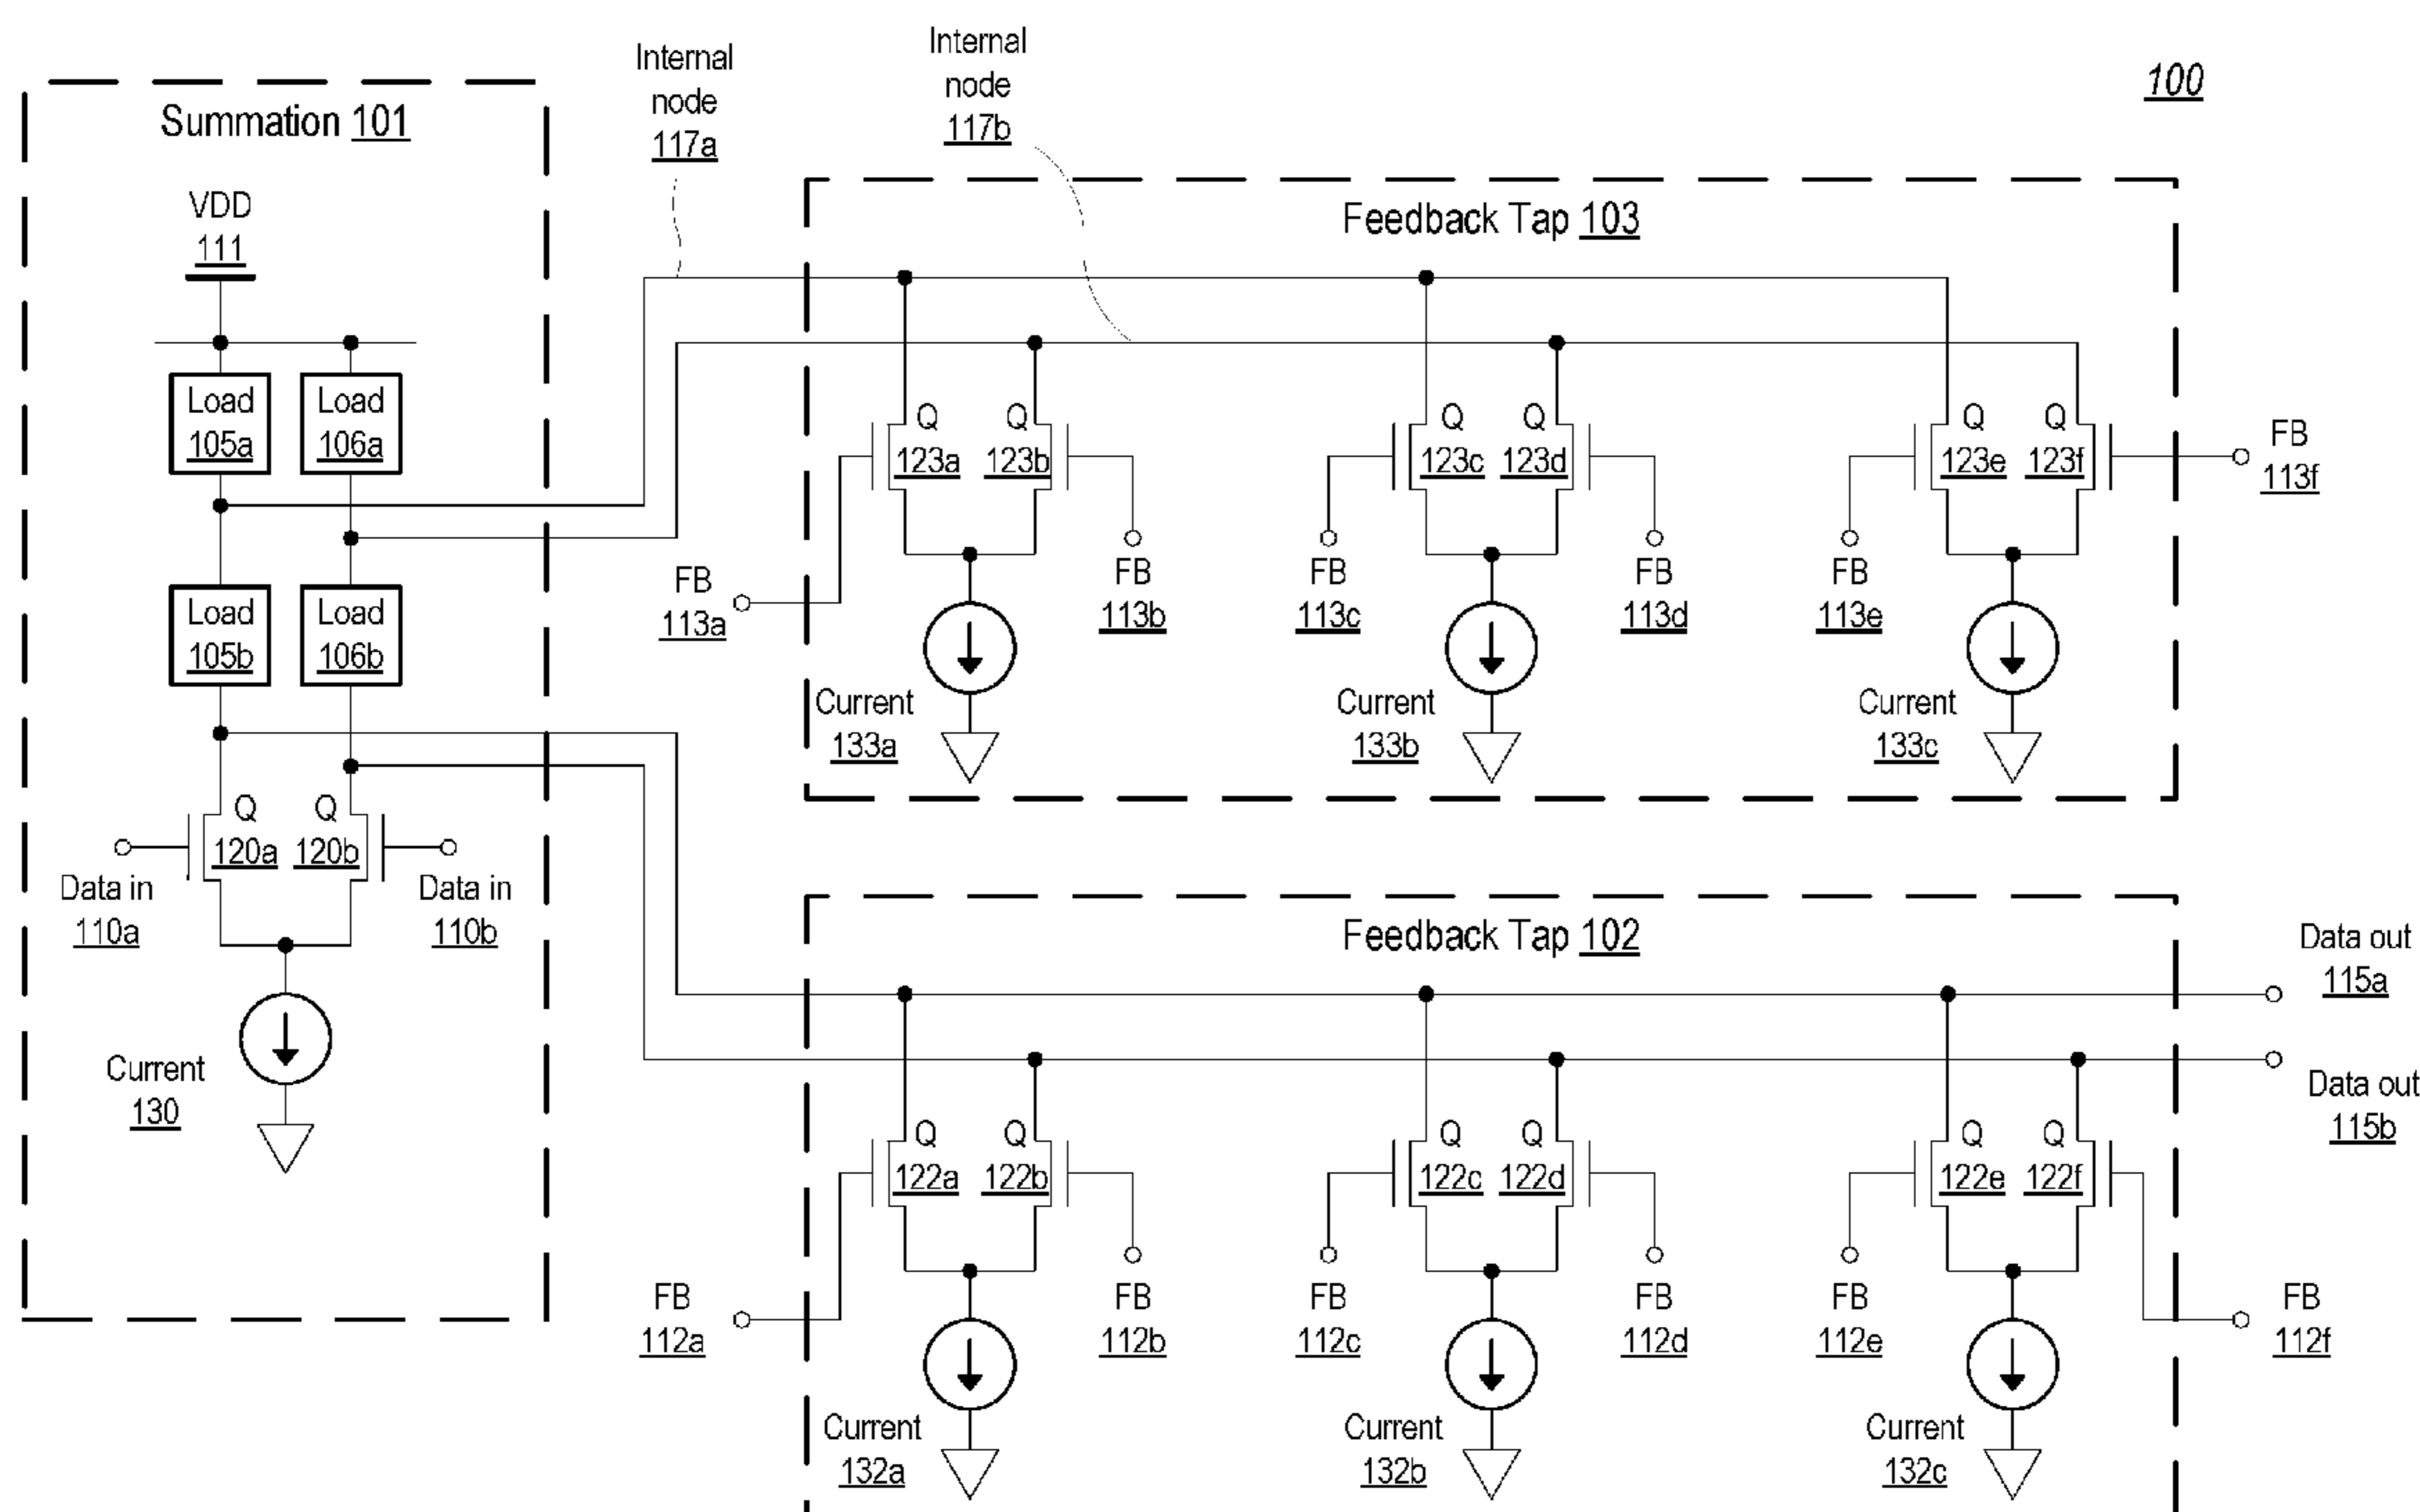 100
Summation 101
VDD
111
Load
105a
Load
106a
Load
105b
Load
106b
Q
120a
Q
120b
Data in
110a
Data in
110b
Current
130
Internal
node
117a
Internal
node
117b
Feedback Tap 103
Q
123a
Q
123b
Q
123c
Q
123d
Q
123e
Q
123f
FB
113a
FB
113b
FB
113c
FB
113d
FB
113e
FB
113f
Current
133a
Current
133b
Current
133c
Feedback Tap 102
Data out
115a
Data out
115b
Q
122a
Q
122b
Q
122c
Q
122d
Q
122e
Q
122f
FB
112a
FB
112b
FB
112c
FB
112d
FB
112e
FB
112f
Current
132a
Current
132b
Current
132c